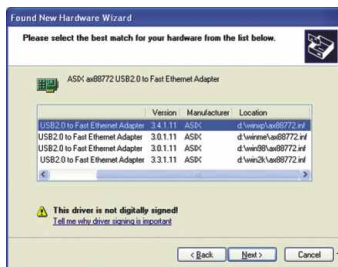 Found New Hardware Wizard
Please select the best match for your hardware from the list below.
ASIX ax88772 USB2.0 to Fast Ethernet Adapter
Version Manufacturer Location
USB2.0 to Fast Ethernet Adapter 3.4.1.11 ASIX d:\winxp\ax88772.inf
USB2.0 to Fast Ethernet Adapter 3.0.1.11 ASIX d:\winme\ax88772.inf
USB2.0 to Fast Ethernet Adapter 3.0.1.11 ASIX d:\win98\ax88772.inf
USB2.0 to Fast Ethernet Adapter 3.3.1.11 ASIX d:\win2k\ax88772.inf
This driver is not digitally signed!
Tell me why driver signing is important
< Back Next > Cancel